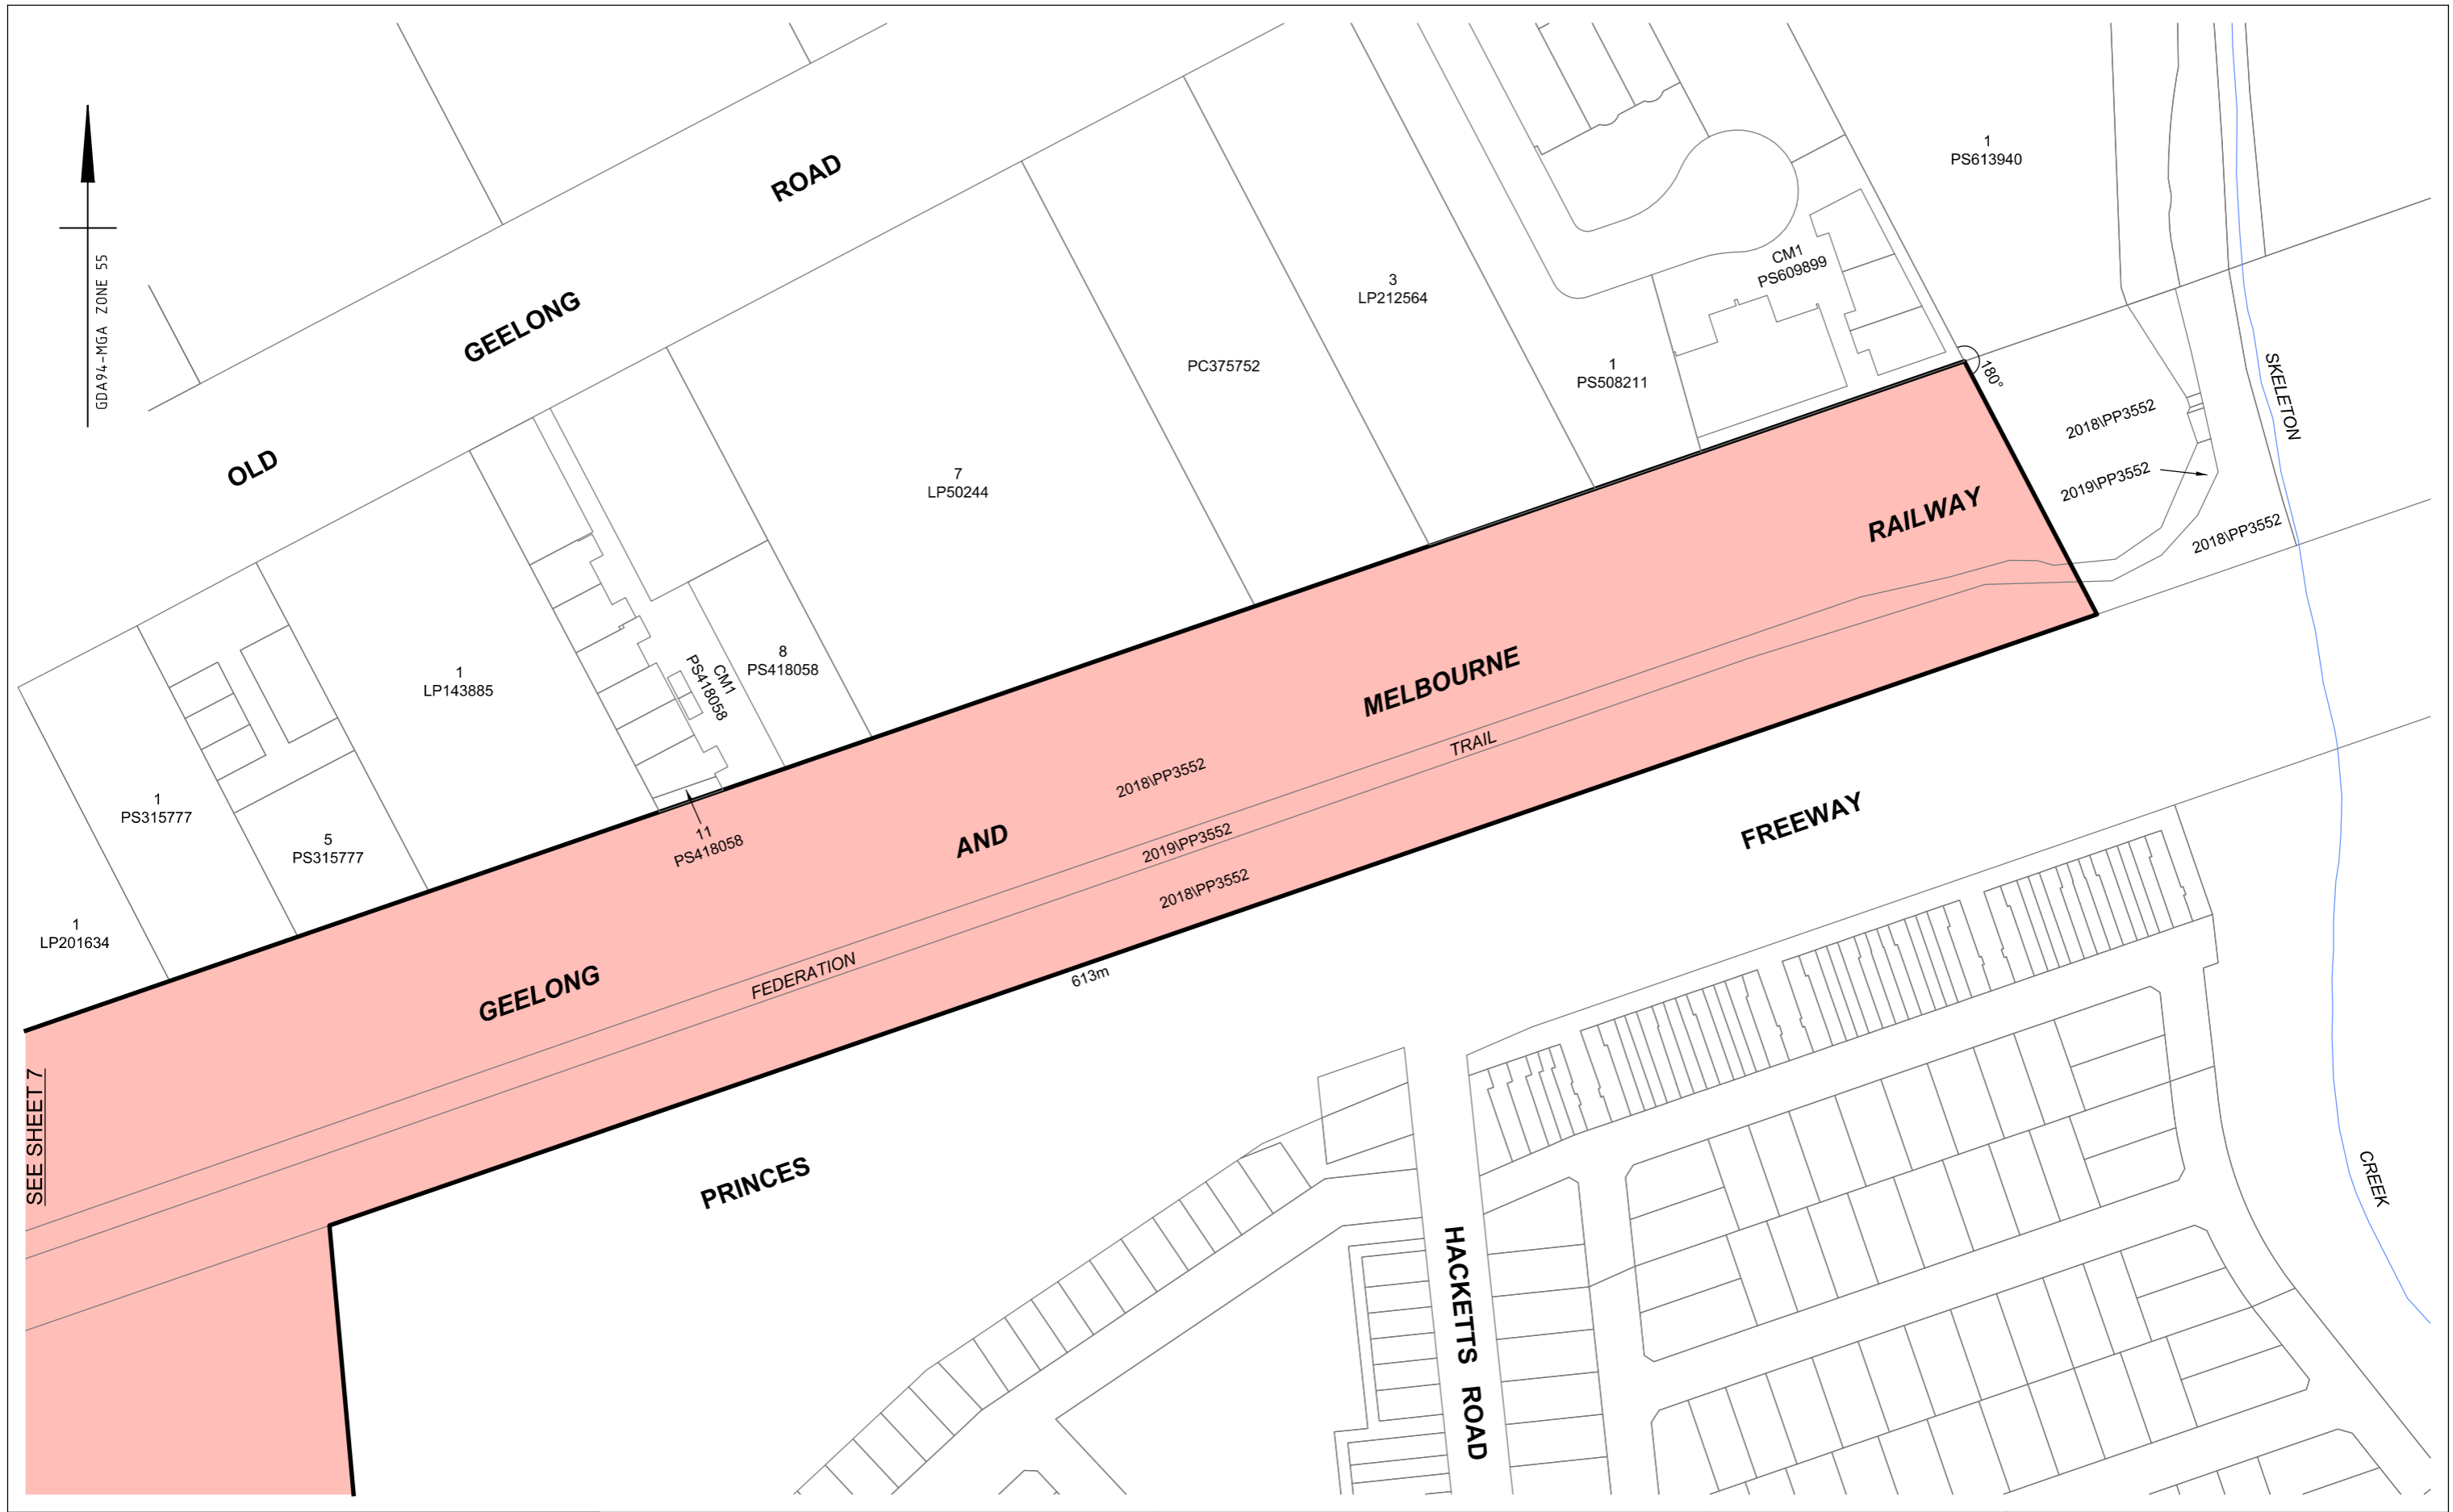 GDA94-MGA ZONE 55
OLD GEELONG ROAD
1
PS613940
CM1
PS609899
3
LP212564
PC375752
1
PS508211
180°
SKELETON
2018\PP3552
2019\PP3552
2018\PP3552
7
LP50244
RAILWAY
8
PS418058
CM1
PS418058
1
LP143885
MELBOURNE
TRAIL
2018\PP3552
1
PS315777
5
PS315777
11
PS418058
AND
2019\PP3552
2018\PP3552
FREEWAY
1
LP201634
GEELONG
FEDERATION
613m
SEE SHEET 7
PRINCES
HACKETTS ROAD
CREEK